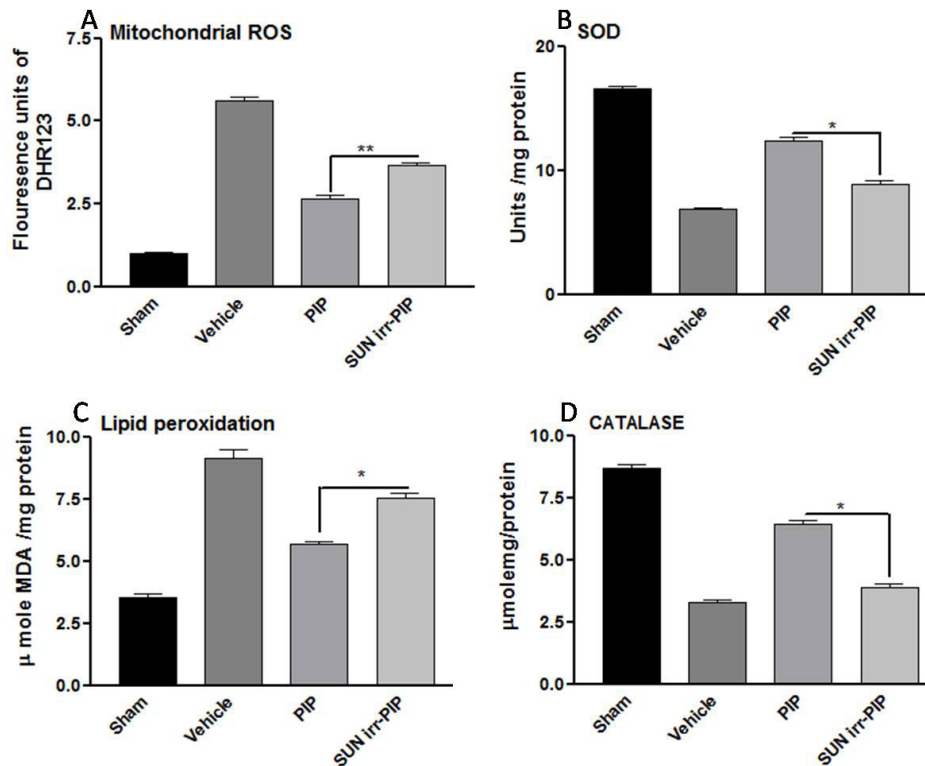 A Mitochondrial ROS
Flouresence units of
DHR123
7.5
5.0
2.5
0.0
**
Sham
Vehicle
PIP
SUN irr-PIP
B SOD
Units /mg protein
20
10
0
*
Sham
Vehicle
PIP
SUN irr-PIP
C Lipid peroxidation
µ mole MDA /mg protein
10.0
7.5
5.0
2.5
0.0
*
Sham
Vehicle
PIP
SUN irr-PIP
D CATALASE
µmolemg/protein
10.0
7.5
5.0
2.5
0.0
*
Sham
Vehicle
PIP
SUN irr-PIP